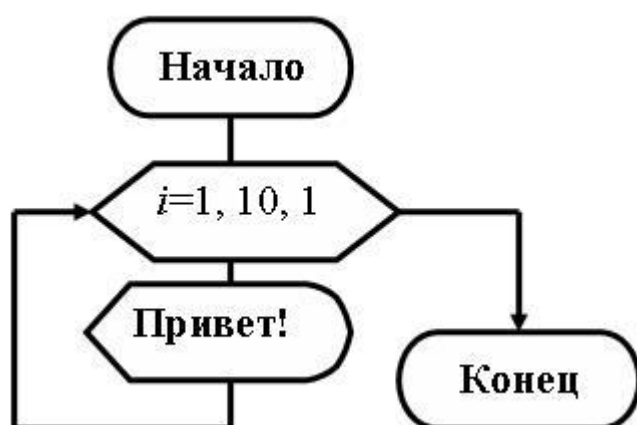 Начало
i=1, 10, 1
Привет!
Конец